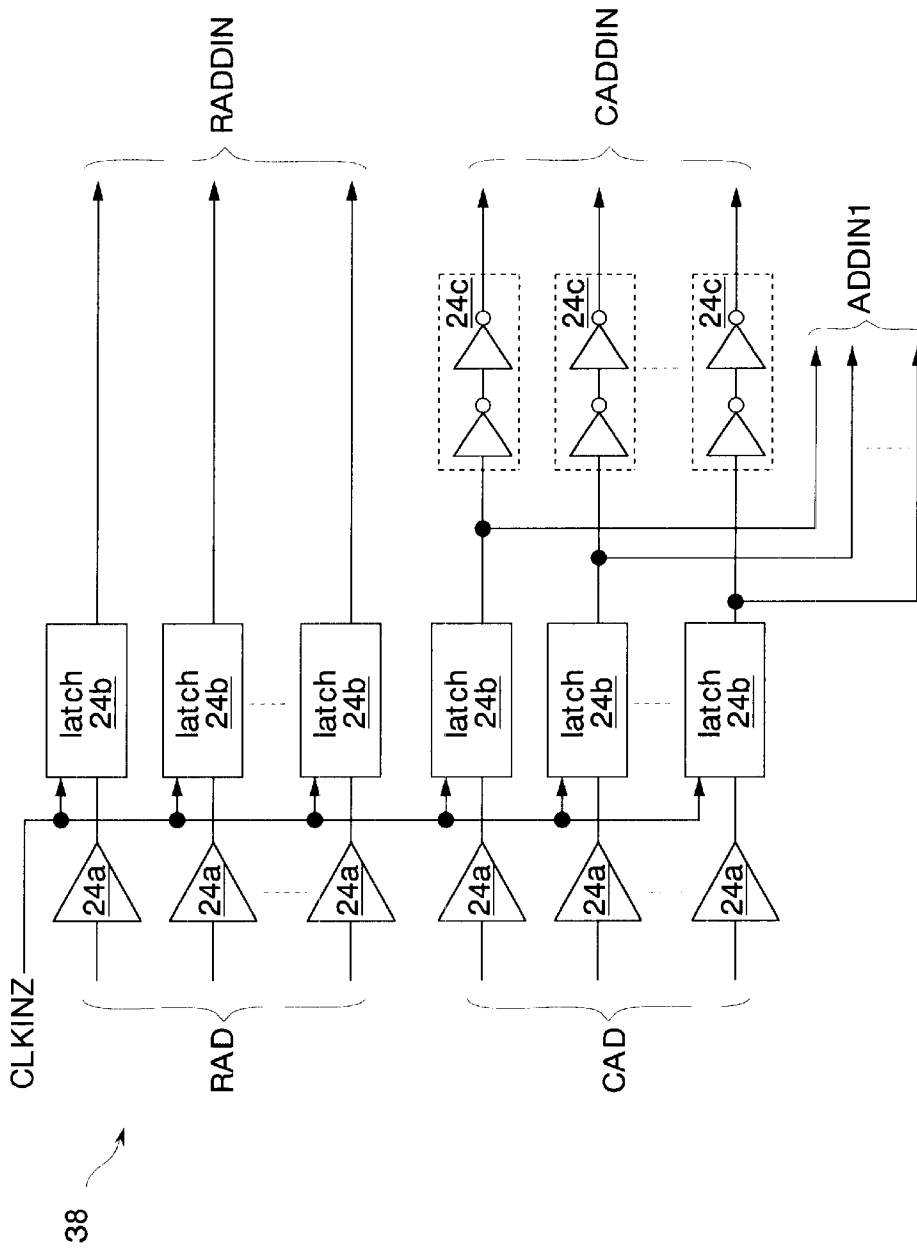 38
CLKINZ
RAD
24a
latch
24b
24a
latch
24b
24a
latch
24b
RADDIN
CAD
24a
latch
24b
24c
24a
latch
24b
24c
24a
latch
24b
24c
CADDIN
ADDIN1